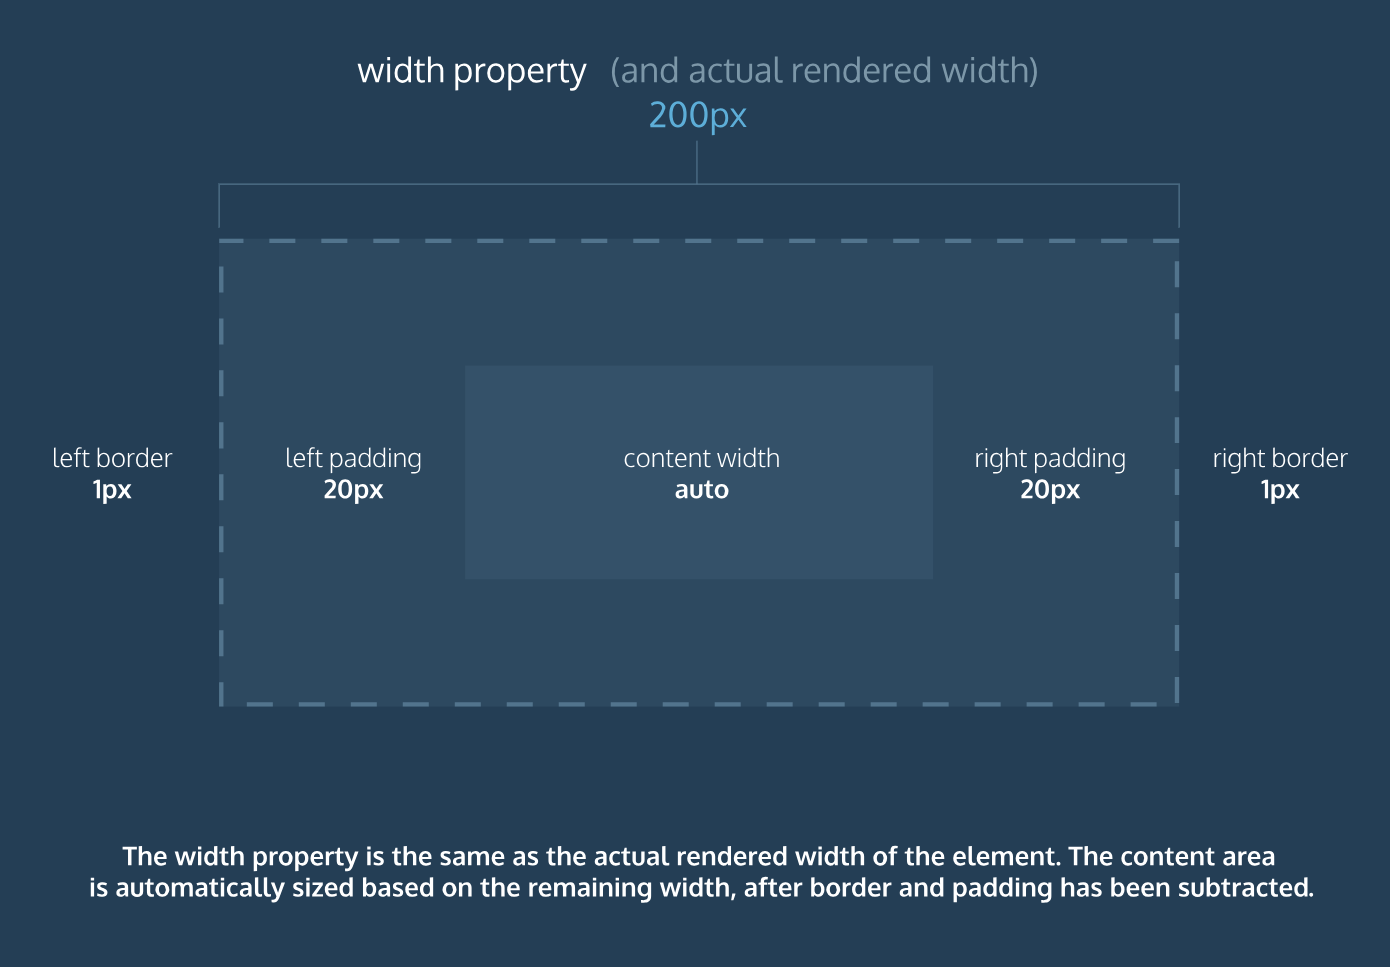 width property (and actual rendered width)
200px
left border
1px
left padding
20px
content width
auto
right padding
20px
right border
1px
The width property is the same as the actual rendered width of the element. The content area
is automatically sized based on the remaining width, after border and padding has been subtracted.